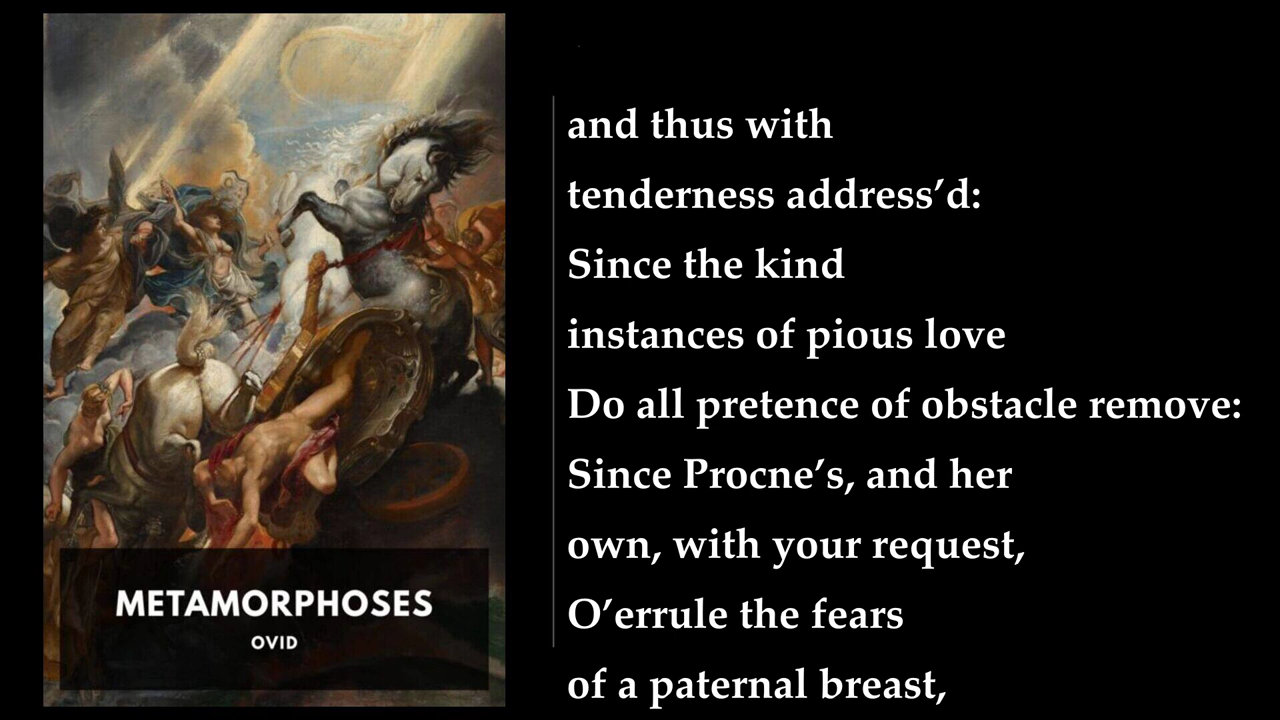 METAMORPHOSES
OVID
and thus with
tenderness address’d:
Since the kind
instances of pious love
Do all pretence of obstacle remove:
Since Procne’s, and her
own, with your request,
O’errule the fears
of a paternal breast,